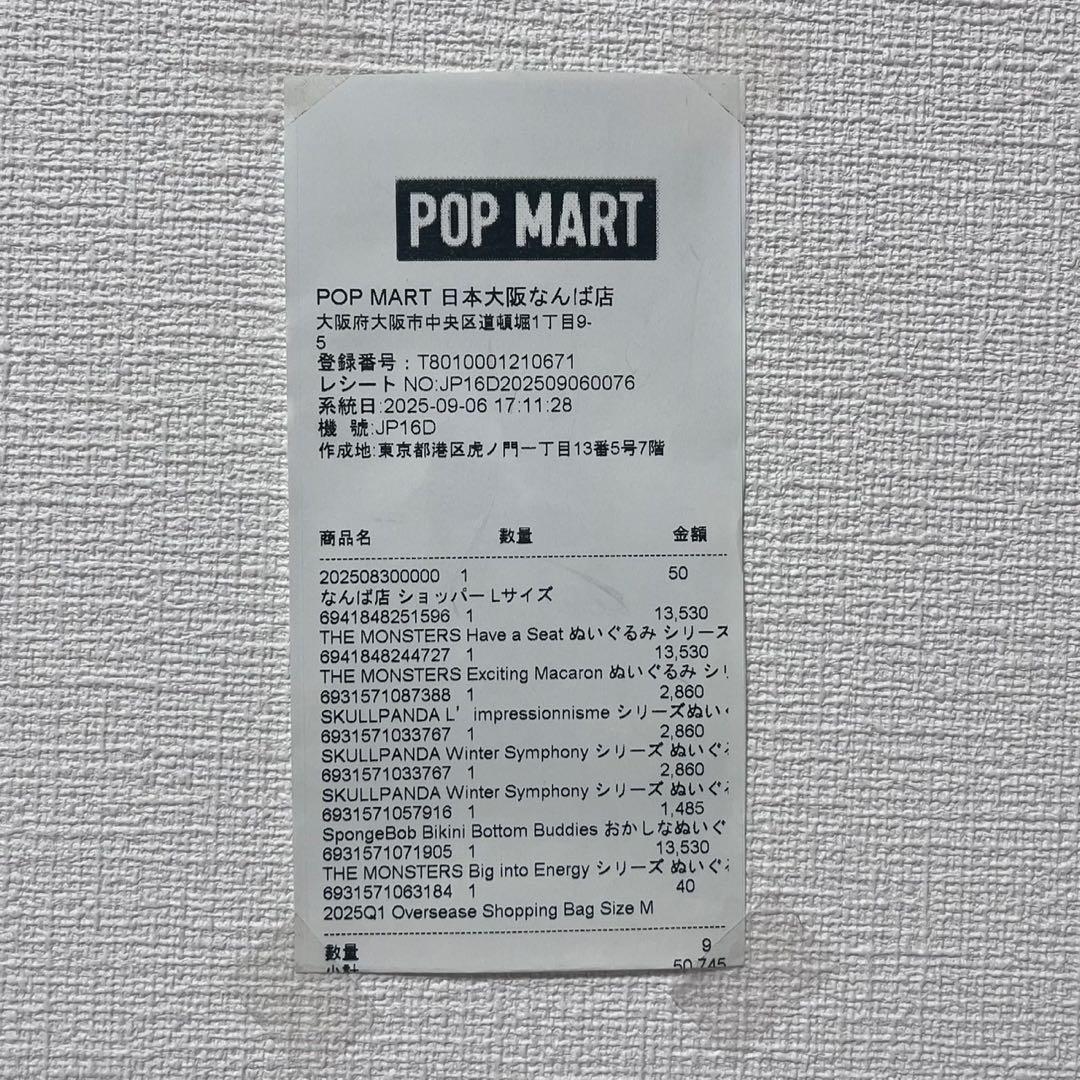 POP MART
POP MART 日本大阪なんば店
大阪府大阪市中央区道頓堀1丁目9-
5
登録番号：T8010001210671
レシート NO:JP16D202509060076
系統日:2025-09-06 17:11:28
機 號:JP16D
作成地:東京都港区虎ノ門一丁目13番5号7階
商品名 数量 金額
202508300000 1 50
なんば店 ショッパー Lサイズ
6941848251596 1 13,530
THE MONSTERS Have a Seat ぬいぐるみ シリーズ
6941848244727 1 13,530
THE MONSTERS Exciting Macaron ぬいぐるみ シリ
6931571087388 1 2,860
SKULLPANDA L’impressionnisme シリーズぬい
6931571033767 1 2,860
SKULLPANDA Winter Symphony シリーズ ぬいぐ
6931571033767 1 2,860
SKULLPANDA Winter Symphony シリーズ ぬいぐ
6931571057916 1 1,485
SpongeBob Bikini Bottom Buddies おかしなぬいぐ
6931571071905 1 13,530
THE MONSTERS Big into Energy シリーズ ぬいぐ
6931571063184 1 40
2025Q1 Oversease Shopping Bag Size M
数量 9
小計 50,745